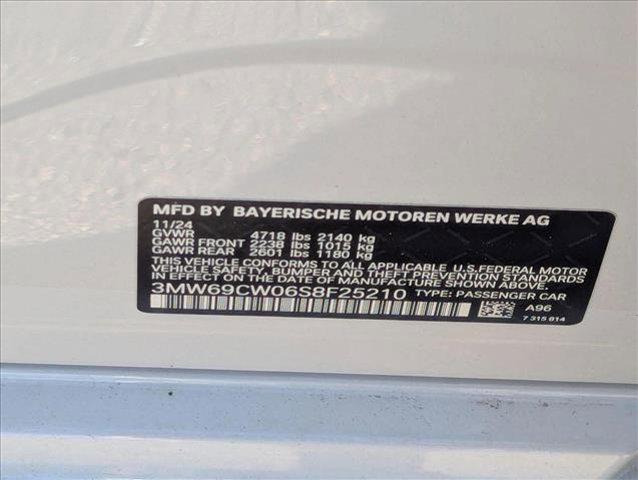 MFD BY BAYERISCHE MOTOREN WERKE AG
11/24
GVWR 4718 lbs 2140 kg
GAWR FRONT 2238 lbs 1015 kg
GAWR REAR 2601 lbs 1180 kg
THIS VEHICLE CONFORMS TO ALL APPLICABLE U.S. FEDERAL MOTOR
VEHICLE SAFETY, BUMPER, AND THEFT PREVENTION STANDARDS
IN EFFECT ON THE DATE OF MANUFACTURE SHOWN ABOVE.
3MW69CW06S8F25210 TYPE: PASSENGER CAR
A96
7 315 014